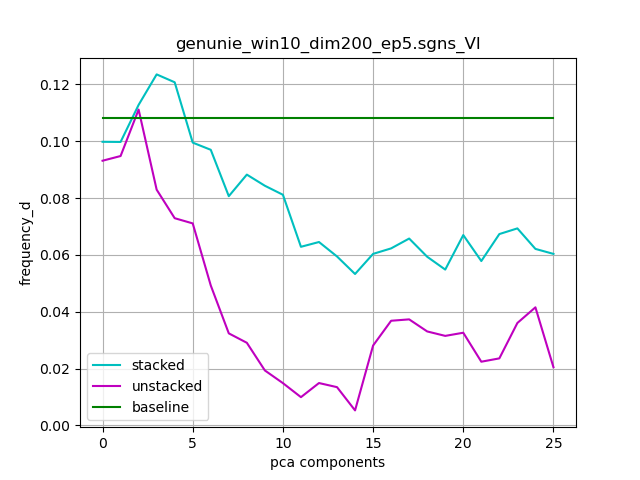 genunie_win10_dim200_ep5.sgns_VI
frequency_d
0.12
0.10
0.08
0.06
0.04
0.02
0.00
stacked
unstacked
baseline
0 5 10 15 20 25
pca components